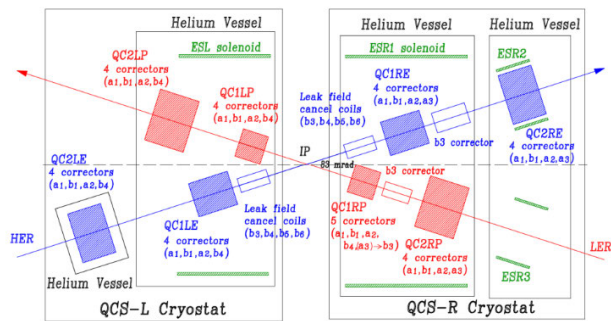 Helium Vessel
Helium Vessel
Helium Vessel
QC2LP
4 correctors
(a1,b1,a2,b4)
ESL solenoid
ESR1 solenoid
ESR2
QC1LP
4 correctors
(a1,b1,a2,b4)
QC1RE
4 correctors
(a1,b1,a2,a3)
Leak field
cancel coils
(b3,b4,b5,b6)
QC2LE
4 correctors
(a1,b1,a2,b4)
IP
83 mrad
b3 corrector
QC2RE
4 correctors
(a1,b1,a2,a3)
b3 corrector
HER
QC1LE
4 correctors
(a1,b1,a2,b4)
Leak field
cancel coils
(b3,b4,b5,b6)
QC1RP
5 correctors
(a1,b1,a2,
b4,a3)→b3)
QC2RP
4 correctors
(a1,b1,a2,a3)
LER
Helium Vessel
ESR3
QCS-L Cryostat
QCS-R Cryostat